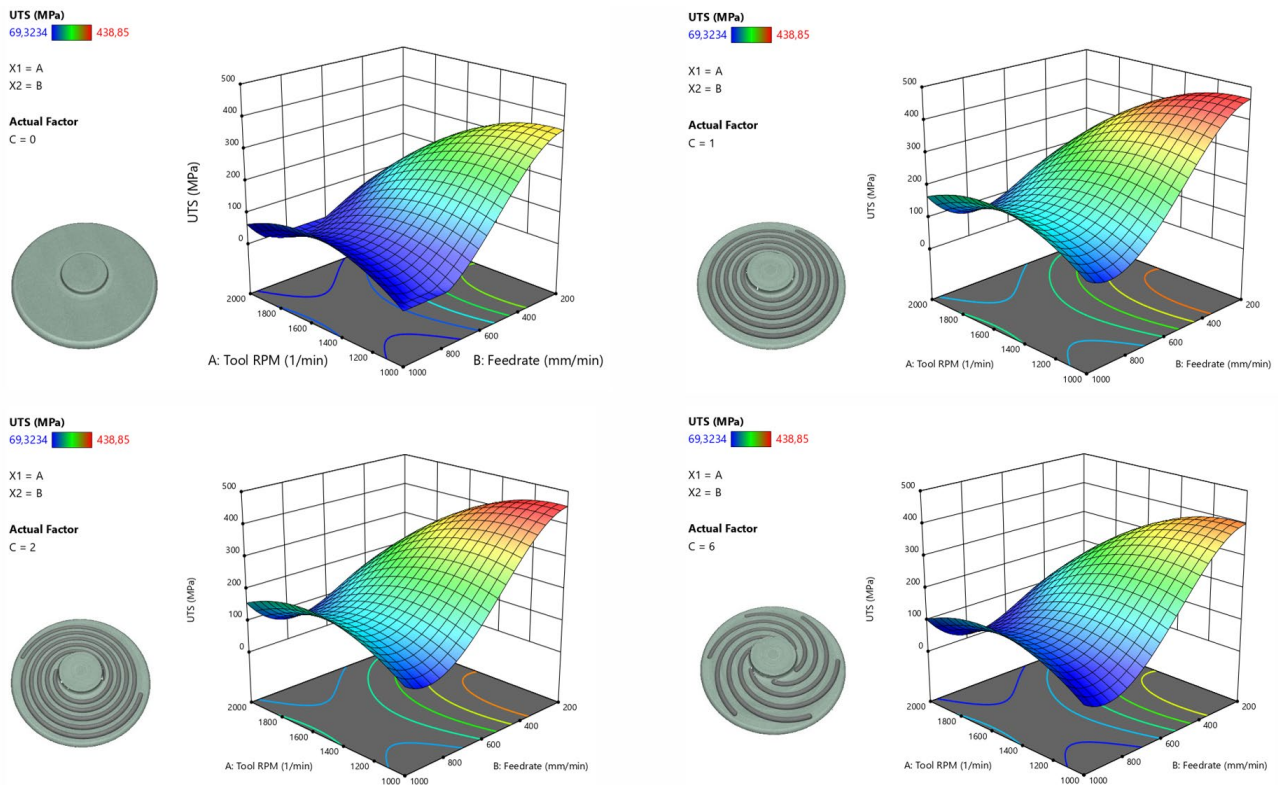 UTS (MPa)
69,3234 438,85
X1 = A
X2 = B
Actual Factor
C = 0
500
400
300
200
100
0
UTS (MPa)
2000
1800
1600
1400
1200
1000
A: Tool RPM (1/min)
200
400
600
800
1000
B: Feedrate (mm/min)
UTS (MPa)
69,3234 438,85
X1 = A
X2 = B
Actual Factor
C = 1
500
400
300
200
100
0
UTS (MPa)
2000
1800
1600
1400
1200
1000
A: Tool RPM (1/min)
200
400
600
800
1000
B: Feedrate (mm/min)
UTS (MPa)
69,3234 438,85
X1 = A
X2 = B
Actual Factor
C = 2
500
400
300
200
100
0
UTS (MPa)
2000
1800
1600
1400
1200
1000
A: Tool RPM (1/min)
200
400
600
800
1000
B: Feedrate (mm/min)
UTS (MPa)
69,3234 438,85
X1 = A
X2 = B
Actual Factor
C = 6
500
400
300
200
100
0
UTS (MPa)
2000
1800
1600
1400
1200
1000
A: Tool RPM (1/min)
200
400
600
800
1000
B: Feedrate (mm/min)